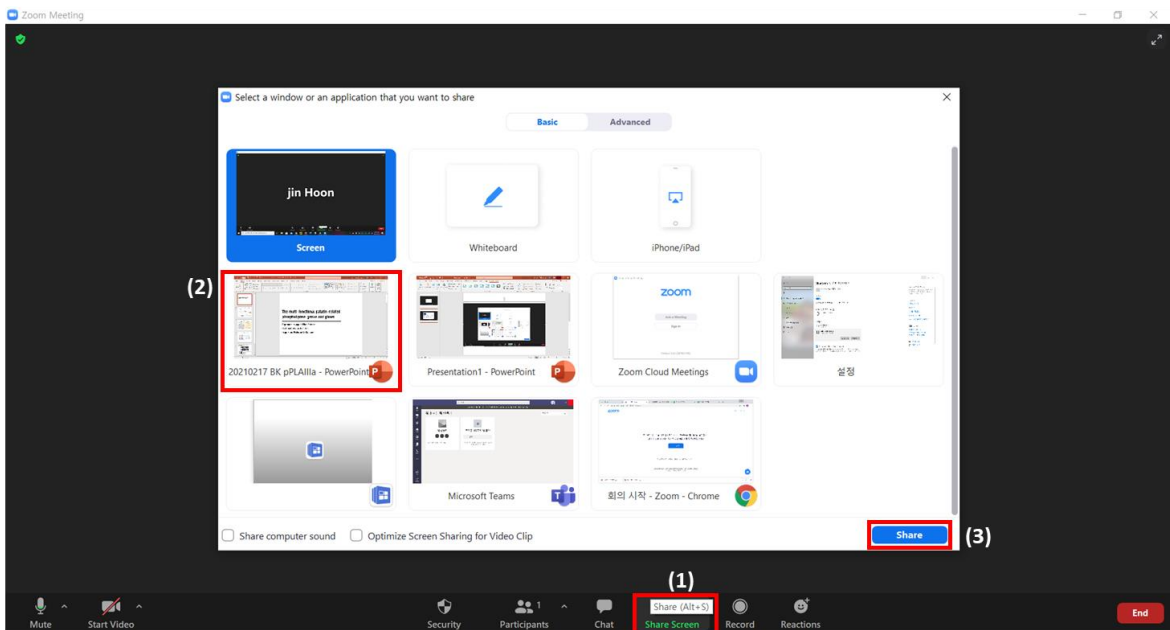 Zoom Meeting
Select a window or an application that you want to share
Basic
Advanced
jin Hoon
Screen
Whiteboard
iPhone/iPad
(2)
zoom
20210217 BK pPLAIIIa - PowerPoint
Presentation1 - PowerPoint
Zoom Cloud Meetings
설정
Microsoft Teams
회의 시작 - Zoom - Chrome
Share computer sound
Optimize Screen Sharing for Video Clip
Share
(3)
(1)
Share (Alt+S)
1
Mute
Start Video
Security
Participants
Chat
Share Screen
Record
Reactions
End